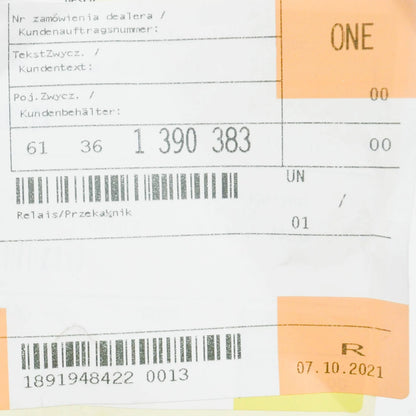 Nr zamówienia dealera /
Kundenauftragsnummer:
ONE
TekstZwycz. /
Kundentext:
Poj.Zwycz. /
Kundenbehälter:
00
61 36 1 390 383
00
UN /
Relais/Przekaźnik
01
R
07.10.2021
1891948422 0013